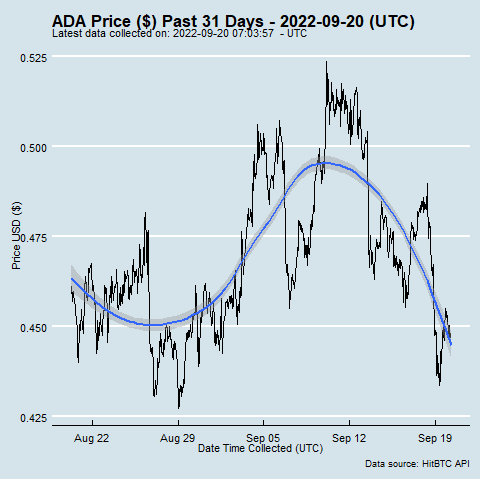 ADA Price ($) Past 31 Days - 2022-09-20 (UTC)
Latest data collected on: 2022-09-20 07:03:57 - UTC
0.525
0.500
0.475
0.450
0.425
Price USD ($)
Aug 22
Aug 29
Sep 05
Sep 12
Sep 19
Date Time Collected (UTC)
Data source: HitBTC API